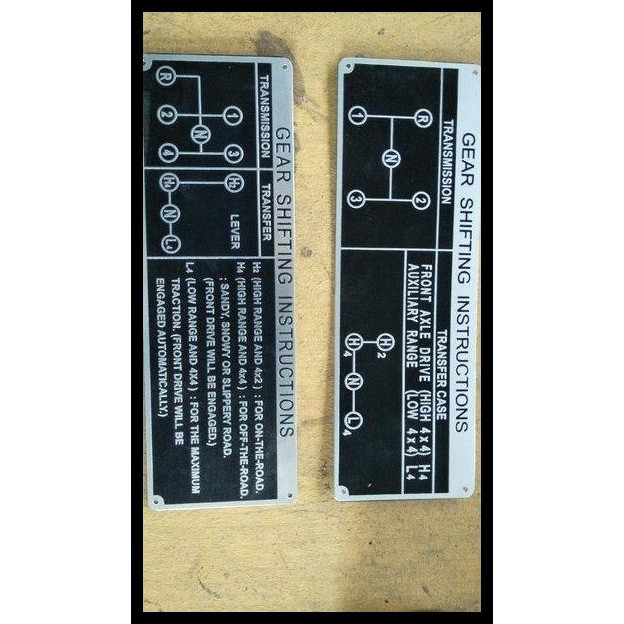 GEAR SHIFTING INSTRUCTIONS
TRANSMISSION
R 2
N
1 3
TRANSFER CASE
FRONT AXLE DRIVE (HIGH 4x4) H4
AUXILIARY RANGE (LOW 4x4) L4
H2
H4 N L4
GEAR SHIFTING INSTRUCTIONS
TRANSMISSION
1 3
N
R 2 4
TRANSFER
LEVER
H2
H4 N L4
H2 (HIGH RANGE AND 4x2) : FOR ON-THE-ROAD.
H4 (HIGH RANGE AND 4x4) : FOR OFF-THE-ROAD.
: SANDY, SNOWY OR SLIPPERY ROAD.
(FRONT DRIVE WILL BE ENGAGED.)
L4 (LOW RANGE AND 4X4) : FOR THE MAXIMUM
TRACTION. (FRONT DRIVE WILL BE
ENGAGED AUTOMATICALLY.)